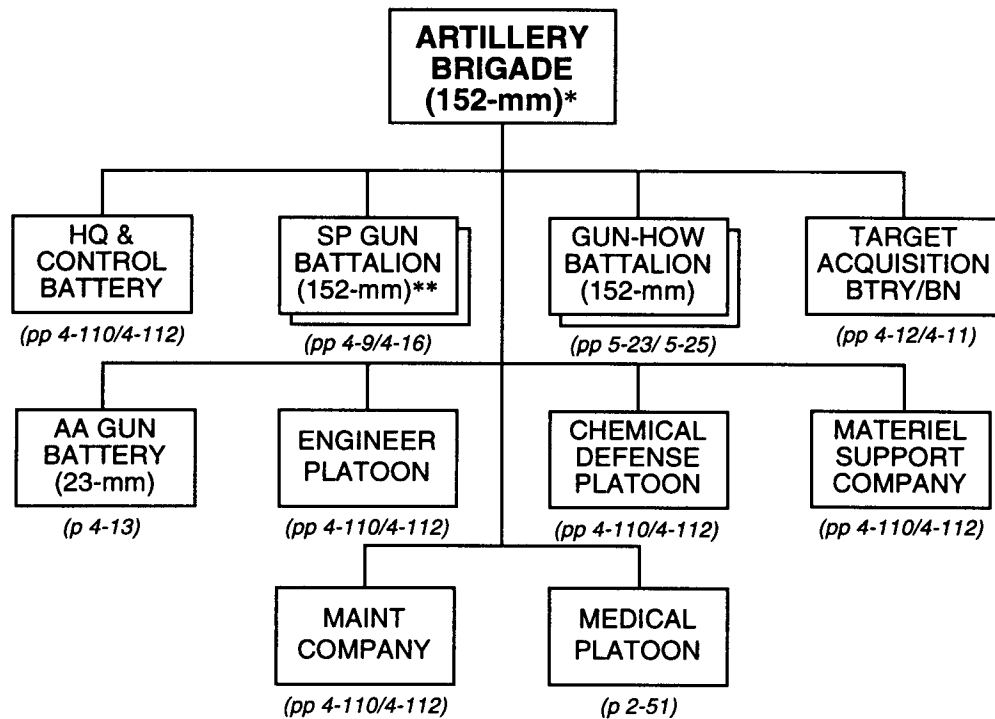 ARTILLERY
BRIGADE
(152-mm)*
HQ &
CONTROL
BATTERY
(pp 4-110/4-112)
SP GUN
BATTALION
(152-mm)**
(pp 4-9/4-16)
GUN-HOW
BATTALION
(152-mm)
(pp 5-23/ 5-25)
TARGET
ACQUISITION
BTRY/BN
(pp 4-12/4-11)
AA GUN
BATTERY
(23-mm)
(p 4-13)
ENGINEER
PLATOON
(pp 4-110/4-112)
CHEMICAL
DEFENSE
PLATOON
(pp 4-110/4-112)
MATERIEL
SUPPORT
COMPANY
(pp 4-110/4-112)
MAINT
COMPANY
(pp 4-110/4-112)
MEDICAL
PLATOON
(p 2-51)